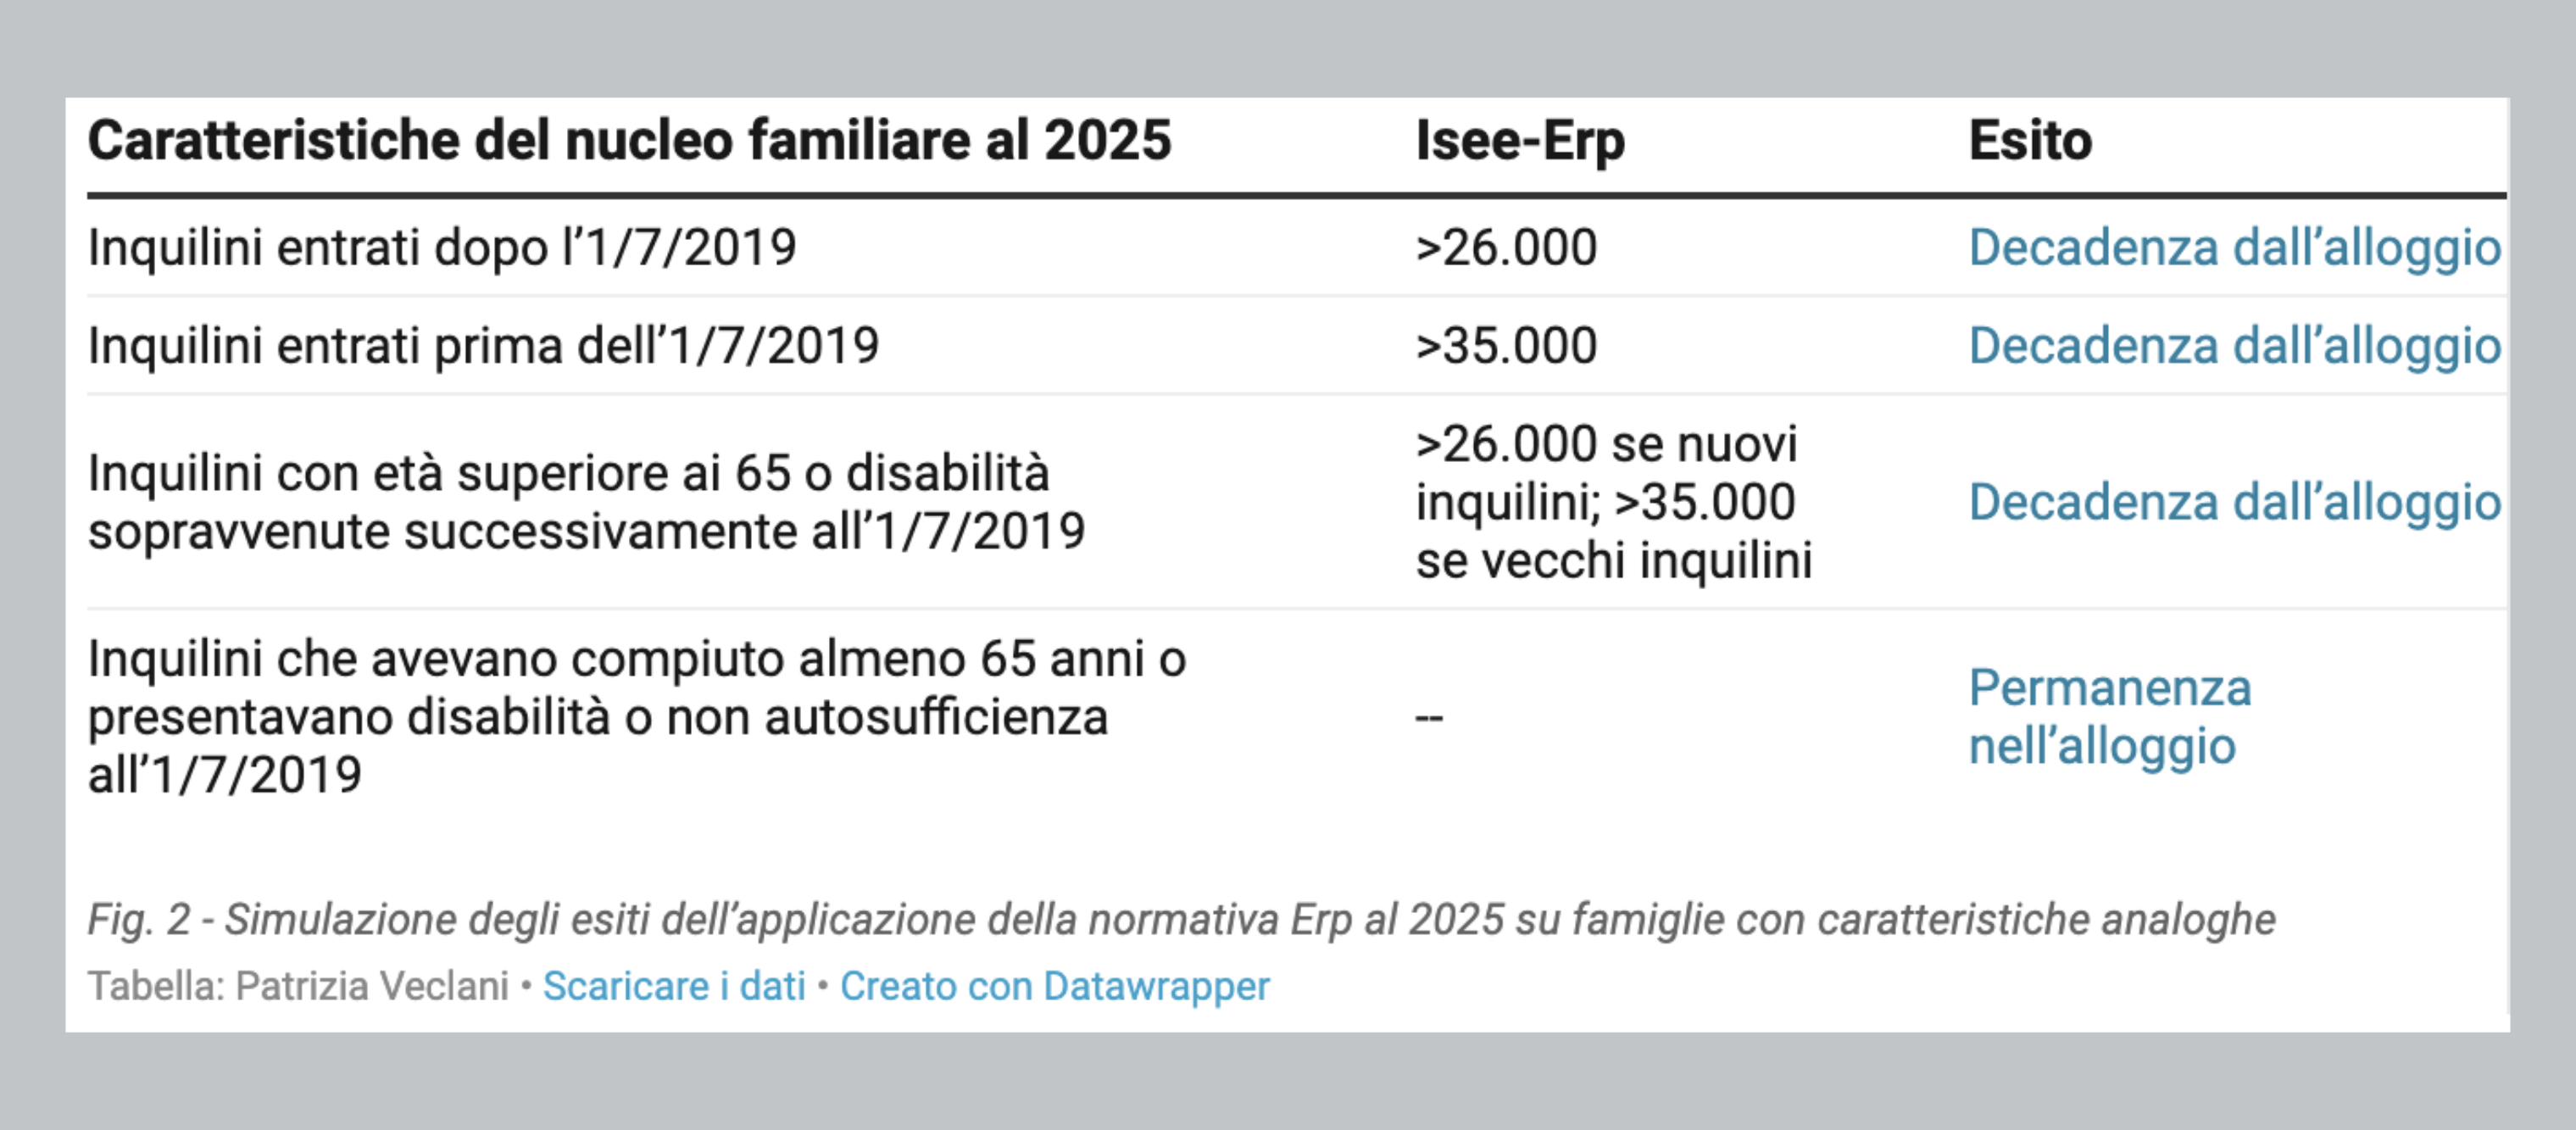 Caratteristiche del nucleo familiare al 2025 Isee-Erp Esito
Inquilini entrati dopo l’1/7/2019 >26.000 Decadenza dall’alloggio
Inquilini entrati prima dell’1/7/2019 >35.000 Decadenza dall’alloggio
Inquilini con età superiore ai 65 o disabilità
sopravvenute successivamente all’1/7/2019
>26.000 se nuovi
inquilini; >35.000
se vecchi inquilini
Decadenza dall’alloggio
Inquilini che avevano compiuto almeno 65 anni o
presentavano disabilità o non autosufficienza
all’1/7/2019
--
Permanenza
nell’alloggio
Fig. 2 - Simulazione degli esiti dell’applicazione della normativa Erp al 2025 su famiglie con caratteristiche analoghe
Tabella: Patrizia Veclani • Scaricare i dati • Creato con Datawrapper